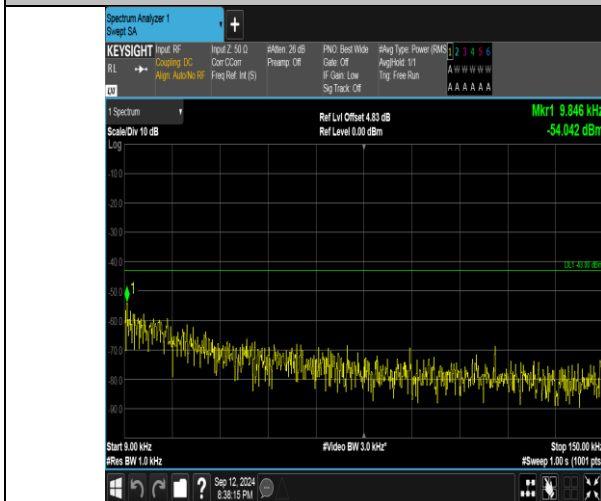 Spectrum Analyzer 1
Swept SA
+
KEYSIGHT
RL
Input: RF
Coupling: DC
Align: Auto/No RF
Input Z: 50 Ω
Corr CCorr
Freq Ref: Int (S)
#Atten: 26 dB
Preamp: Off
PNO: Best Wide
Gate: Off
IF Gain: Low
Sig Track: Off
#Avg Type: Power (RMS
Avg|Hold: 1/1
Trig: Free Run
1 2 3 4 5 6
A W W W W W
A A A A A A
1 Spectrum
Scale/Div 10 dB
Log
Ref Lvl Offset 4.83 dB
Ref Level 0.00 dBm
Mkr1 9.846 kHz
-54.042 dBm
-10.0
-20.0
-30.0
-40.0
DL1 -43.00 dBm
-50.0
1
-60.0
-70.0
-80.0
-90.0
Start 9.00 kHz
#Res BW 1.0 kHz
#Video BW 3.0 kHz*
Stop 150.00 kHz
#Sweep 1.00 s (1001 pts)
?
Sep 12, 2024
8:38:15 PM